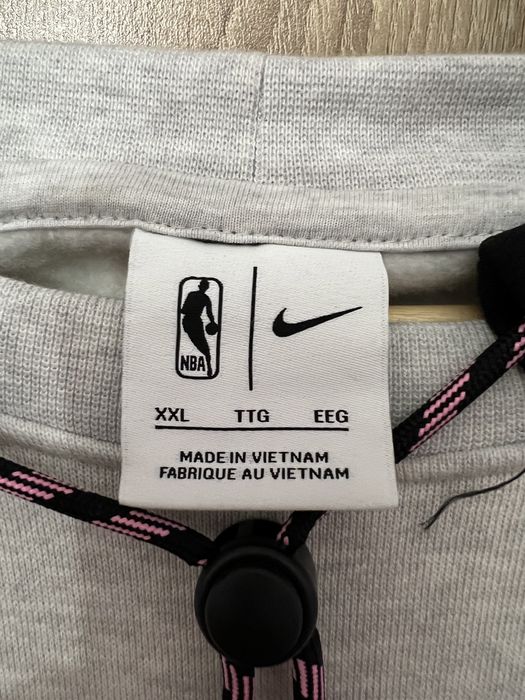 NBA
XXL TTG EEG
MADE IN VIETNAM
FABRIQUE AU VIETNAM